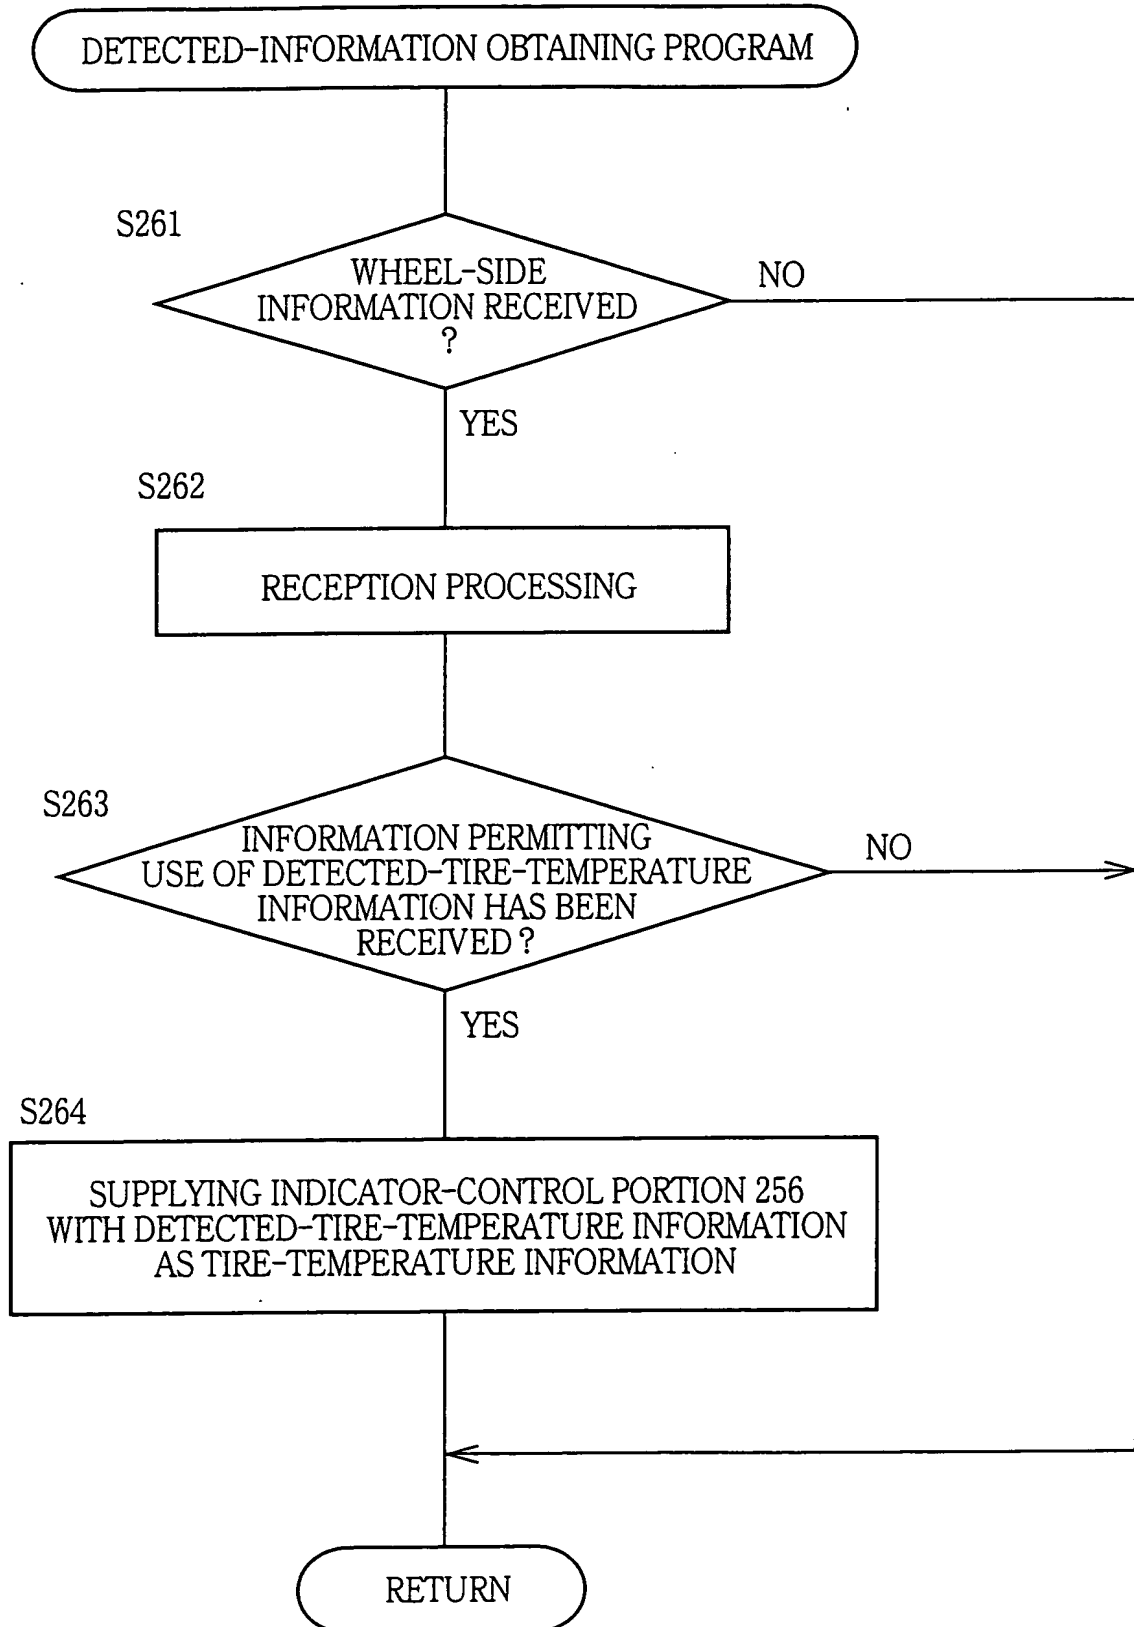 DETECTED-INFORMATION OBTAINING PROGRAM
S261
WHEEL-SIDE
INFORMATION RECEIVED
?
NO
YES
S262
RECEPTION PROCESSING
S263
INFORMATION PERMITTING
USE OF DETECTED-TIRE-TEMPERATURE
INFORMATION HAS BEEN
RECEIVED ?
NO
YES
S264
SUPPLYING INDICATOR-CONTROL PORTION 256
WITH DETECTED-TIRE-TEMPERATURE INFORMATION
AS TIRE-TEMPERATURE INFORMATION
RETURN